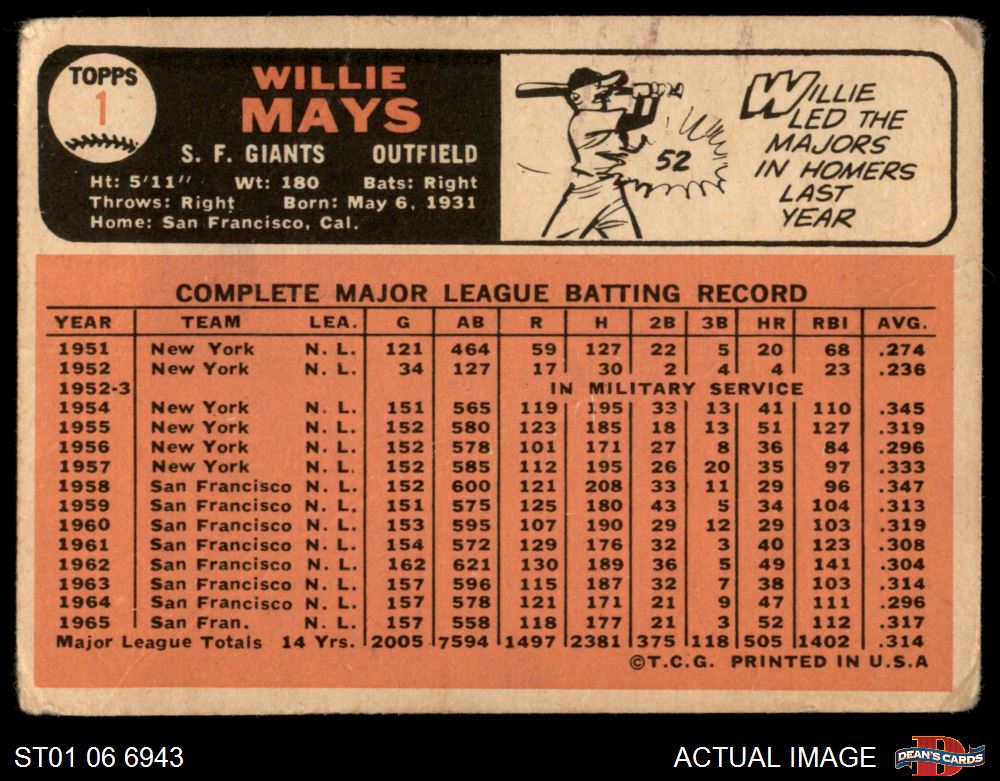 TOPPS
1
WILLIE
MAYS
S. F. GIANTS OUTFIELD
Ht: 5'11" Wt: 180 Bats: Right
Throws: Right Born: May 6, 1931
Home: San Francisco, Cal.
52
WILLIE
LED THE
MAJORS
IN HOMERS
LAST
YEAR
COMPLETE MAJOR LEAGUE BATTING RECORD
YEAR TEAM LEA. G AB R H 2B 3B HR RBI AVG.
1951 New York N. L. 121 464 59 127 22 5 20 68 .274
1952 New York N. L. 34 127 17 30 2 4 4 23 .236
1952-3 IN MILITARY SERVICE
1954 New York N. L. 151 565 119 195 33 13 41 110 .345
1955 New York N. L. 152 580 123 185 18 13 51 127 .319
1956 New York N. L. 152 578 101 171 27 8 36 84 .296
1957 New York N. L. 152 585 112 195 26 20 35 97 .333
1958 San Francisco N. L. 152 600 121 208 33 11 29 96 .347
1959 San Francisco N. L. 151 575 125 180 43 5 34 104 .313
1960 San Francisco N. L. 153 595 107 190 29 12 29 103 .319
1961 San Francisco N. L. 154 572 129 176 32 3 40 123 .308
1962 San Francisco N. L. 162 621 130 189 36 5 49 141 .304
1963 San Francisco N. L. 157 596 115 187 32 7 38 103 .314
1964 San Francisco N. L. 157 578 121 171 21 9 47 111 .296
1965 San Fran. N. L. 157 558 118 177 21 3 52 112 .317
Major League Totals 14 Yrs. 2005 7594 1497 2381 375 118 505 1402 .314
©T.C.G. PRINTED IN U.S.A
ST01 06 6943 ACTUAL IMAGE DEAN'S CARDS